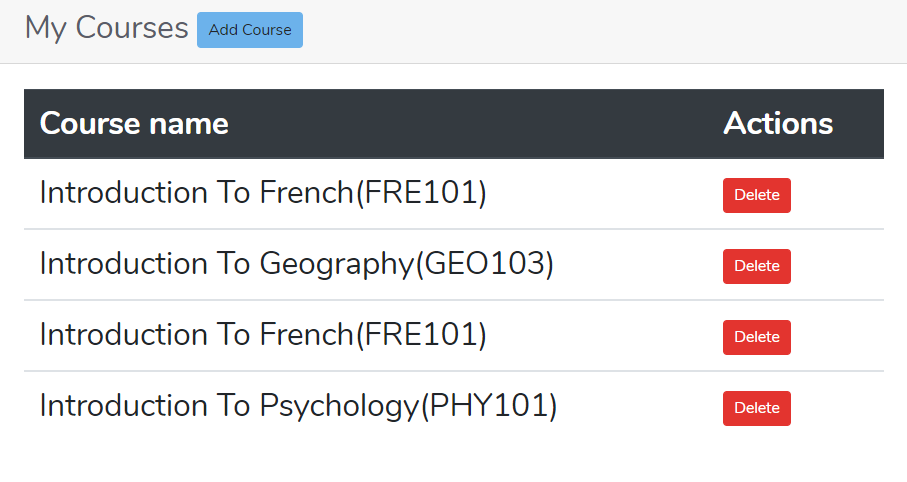 My Courses Add Course
Course name Actions
Introduction To French(FRE101) Delete
Introduction To Geography(GEO103) Delete
Introduction To French(FRE101) Delete
Introduction To Psychology(PHY101) Delete